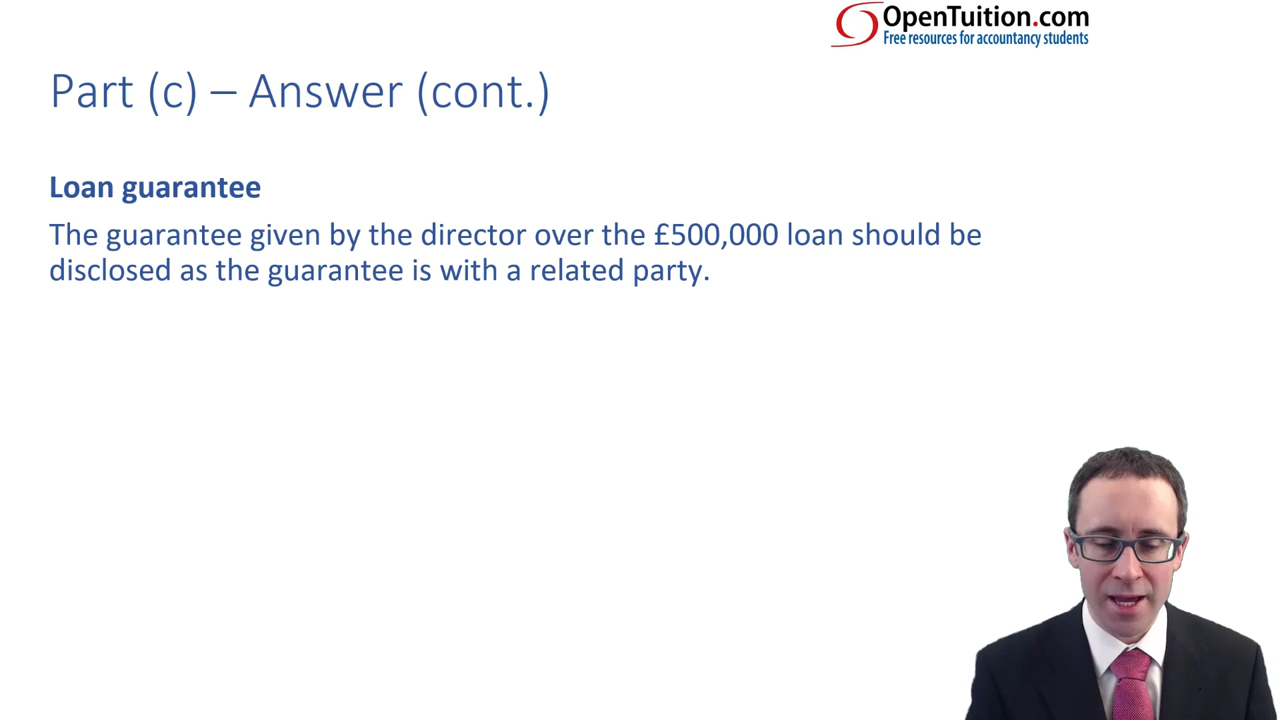 OpenTuition.com
Free resources for accountancy students
Part (c) – Answer (cont.)
Loan guarantee
The guarantee given by the director over the £500,000 loan should be
disclosed as the guarantee is with a related party.